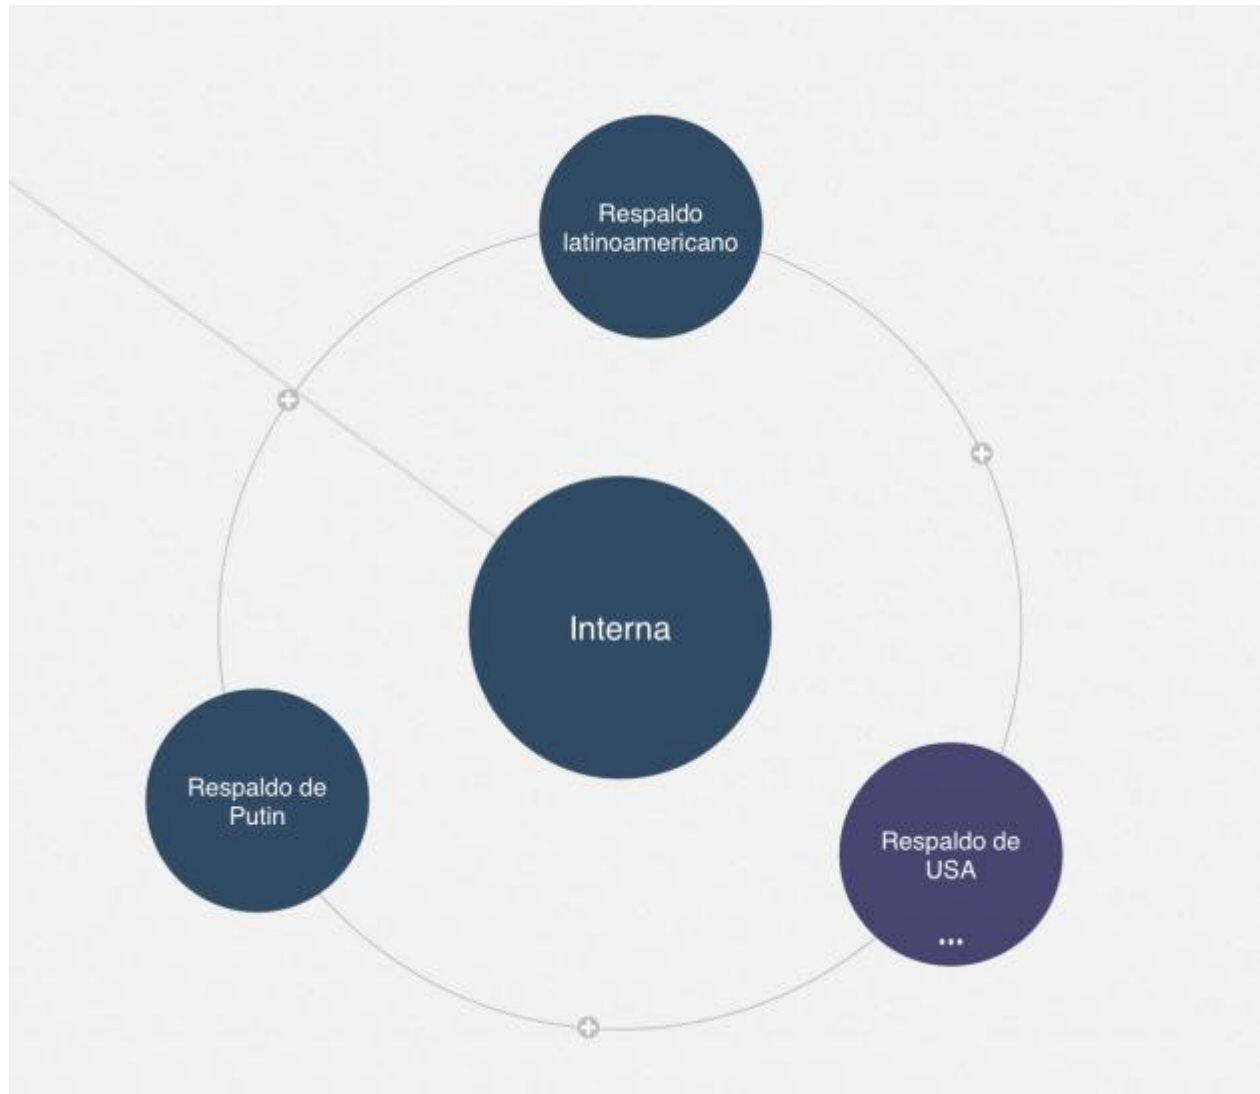 Respaldo
latinoamericano
Interna
Respaldo de
Putin
Respaldo de
USA
...